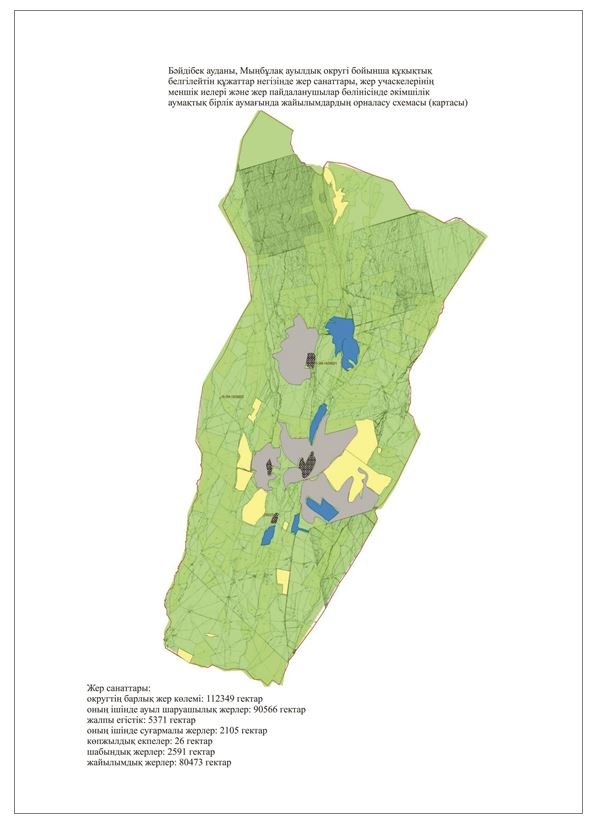 Бәйдібек ауданы, Мыңбұлақ ауылдық округі бойынша құқықтық
белгілейтін құжаттар негізінде жер санаттары, жер учаскелерінің
меншік иелері және жер пайдаланушылар бөлінісінде әкімшілік
аумақтық бірлік аумағында жайылымдардың орналасу схемасы (картасы)
Жер санаттары:
округтің барлық жер көлемі: 112349 гектар
оның ішінде ауыл шаруашылық жерлер: 90566 гектар
жалпы егістік: 5371 гектар
оның ішінде суғармалы жерлер: 2105 гектар
көпжылдық екпелер: 26 гектар
шабындық жерлер: 2591 гектар
жайылымдық жерлер: 80473 гектар